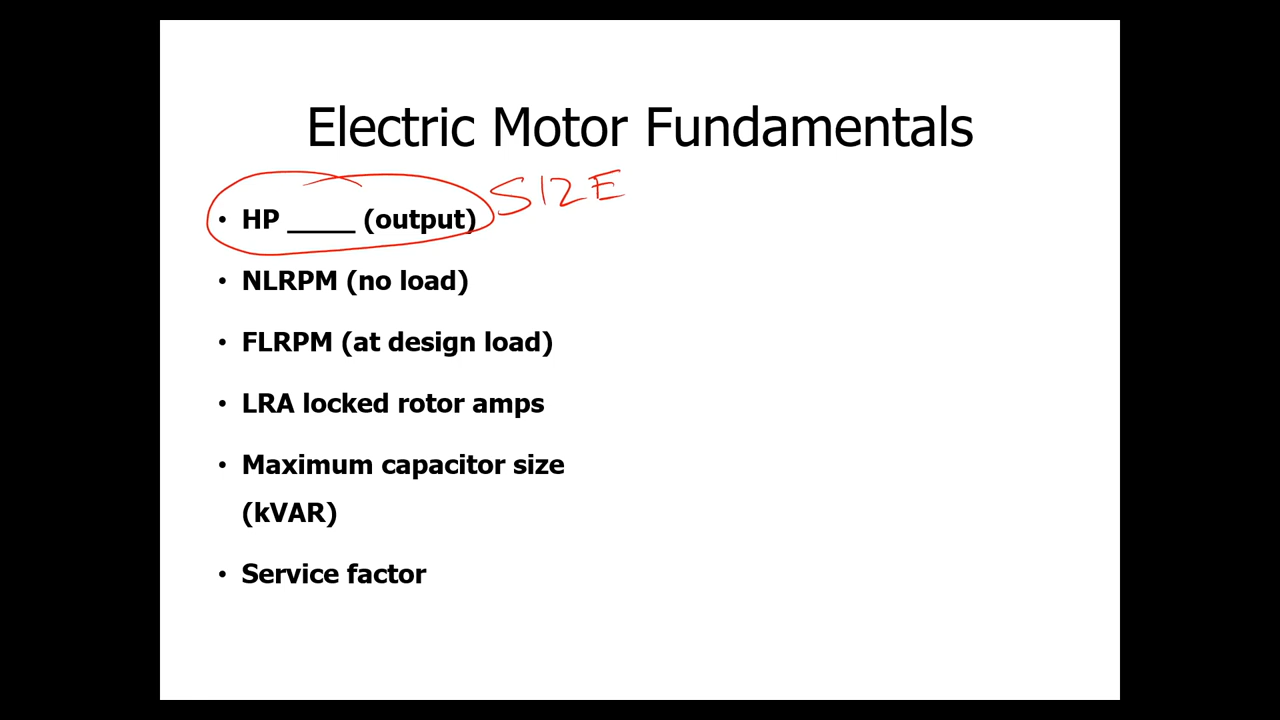 Electric Motor Fundamentals
• HP _____ (output) SIZE
• NLRPM (no load)
• FLRPM (at design load)
• LRA locked rotor amps
• Maximum capacitor size
(kVAR)
• Service factor